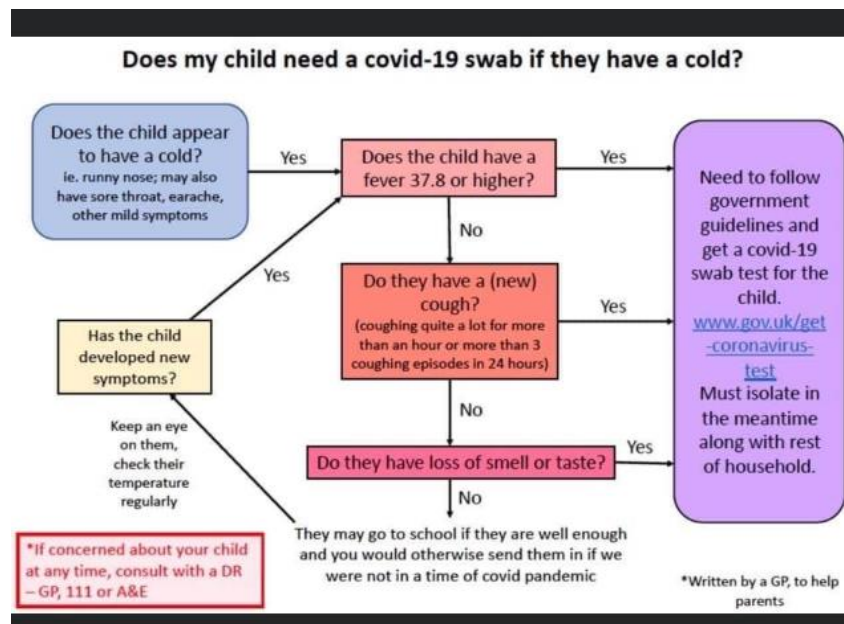 Does my child need a covid-19 swab if they have a cold?
Does the child appear
to have a cold?
ie. runny nose; may also
have sore throat, earache,
other mild symptoms
Yes
Does the child have a
fever 37.8 or higher?
Yes
No
Do they have a (new)
cough?
(coughing quite a lot for more
than an hour or more than 3
coughing episodes in 24 hours)
Yes
No
Do they have loss of smell or taste?
Yes
No
They may go to school if they are well enough
and you would otherwise send them in if we
were not in a time of covid pandemic
Yes
Has the child
developed new
symptoms?
Keep an eye
on them,
check their
temperature
regularly
Need to follow
government
guidelines and
get a covid-19
swab test for the
child.
www.gov.uk/get
-coronavirus-
test
Must isolate in
the meantime
along with rest
of household.
*If concerned about your child
at any time, consult with a DR
– GP, 111 or A&E
*Written by a GP, to help
parents